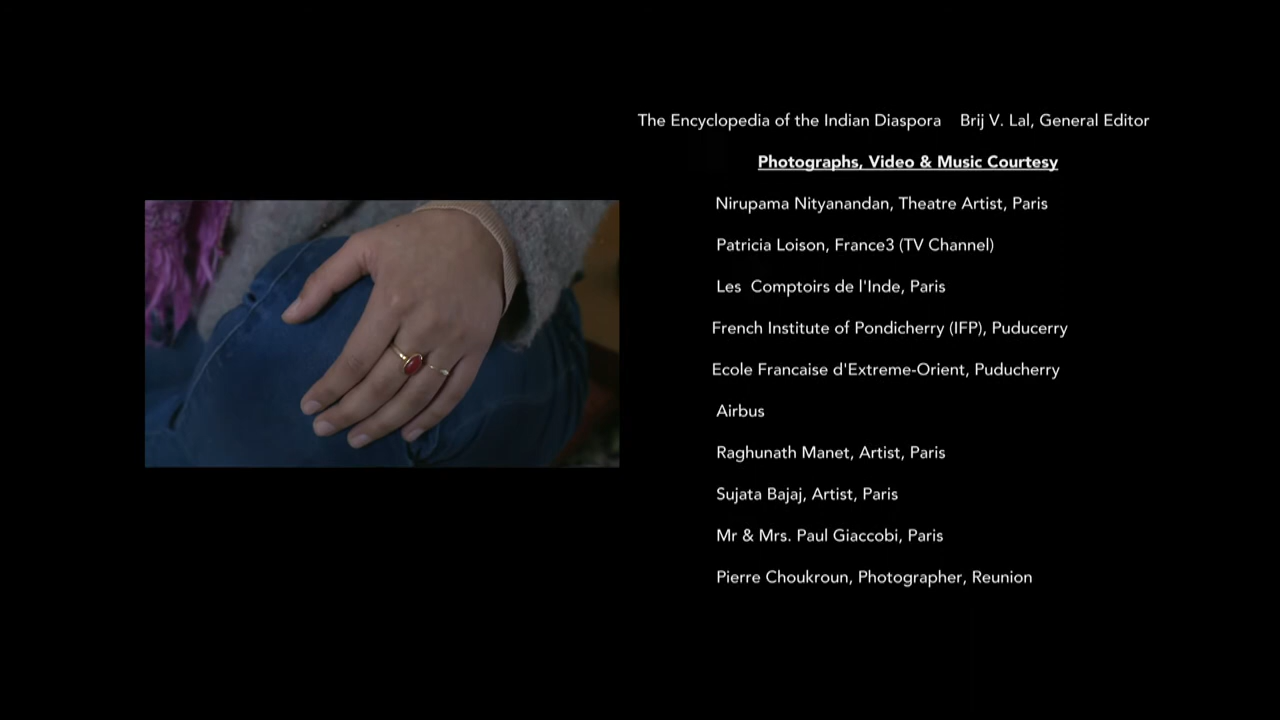 The Encyclopedia of the Indian Diaspora Brij V. Lal, General Editor
Photographs, Video & Music Courtesy
Nirupama Nityanandan, Theatre Artist, Paris
Patricia Loison, France3 (TV Channel)
Les Comptoirs de l'Inde, Paris
French Institute of Pondicherry (IFP), Puducerry
Ecole Francaise d'Extreme-Orient, Puducherry
Airbus
Raghunath Manet, Artist, Paris
Sujata Bajaj, Artist, Paris
Mr & Mrs. Paul Giaccobi, Paris
Pierre Choukroun, Photographer, Reunion